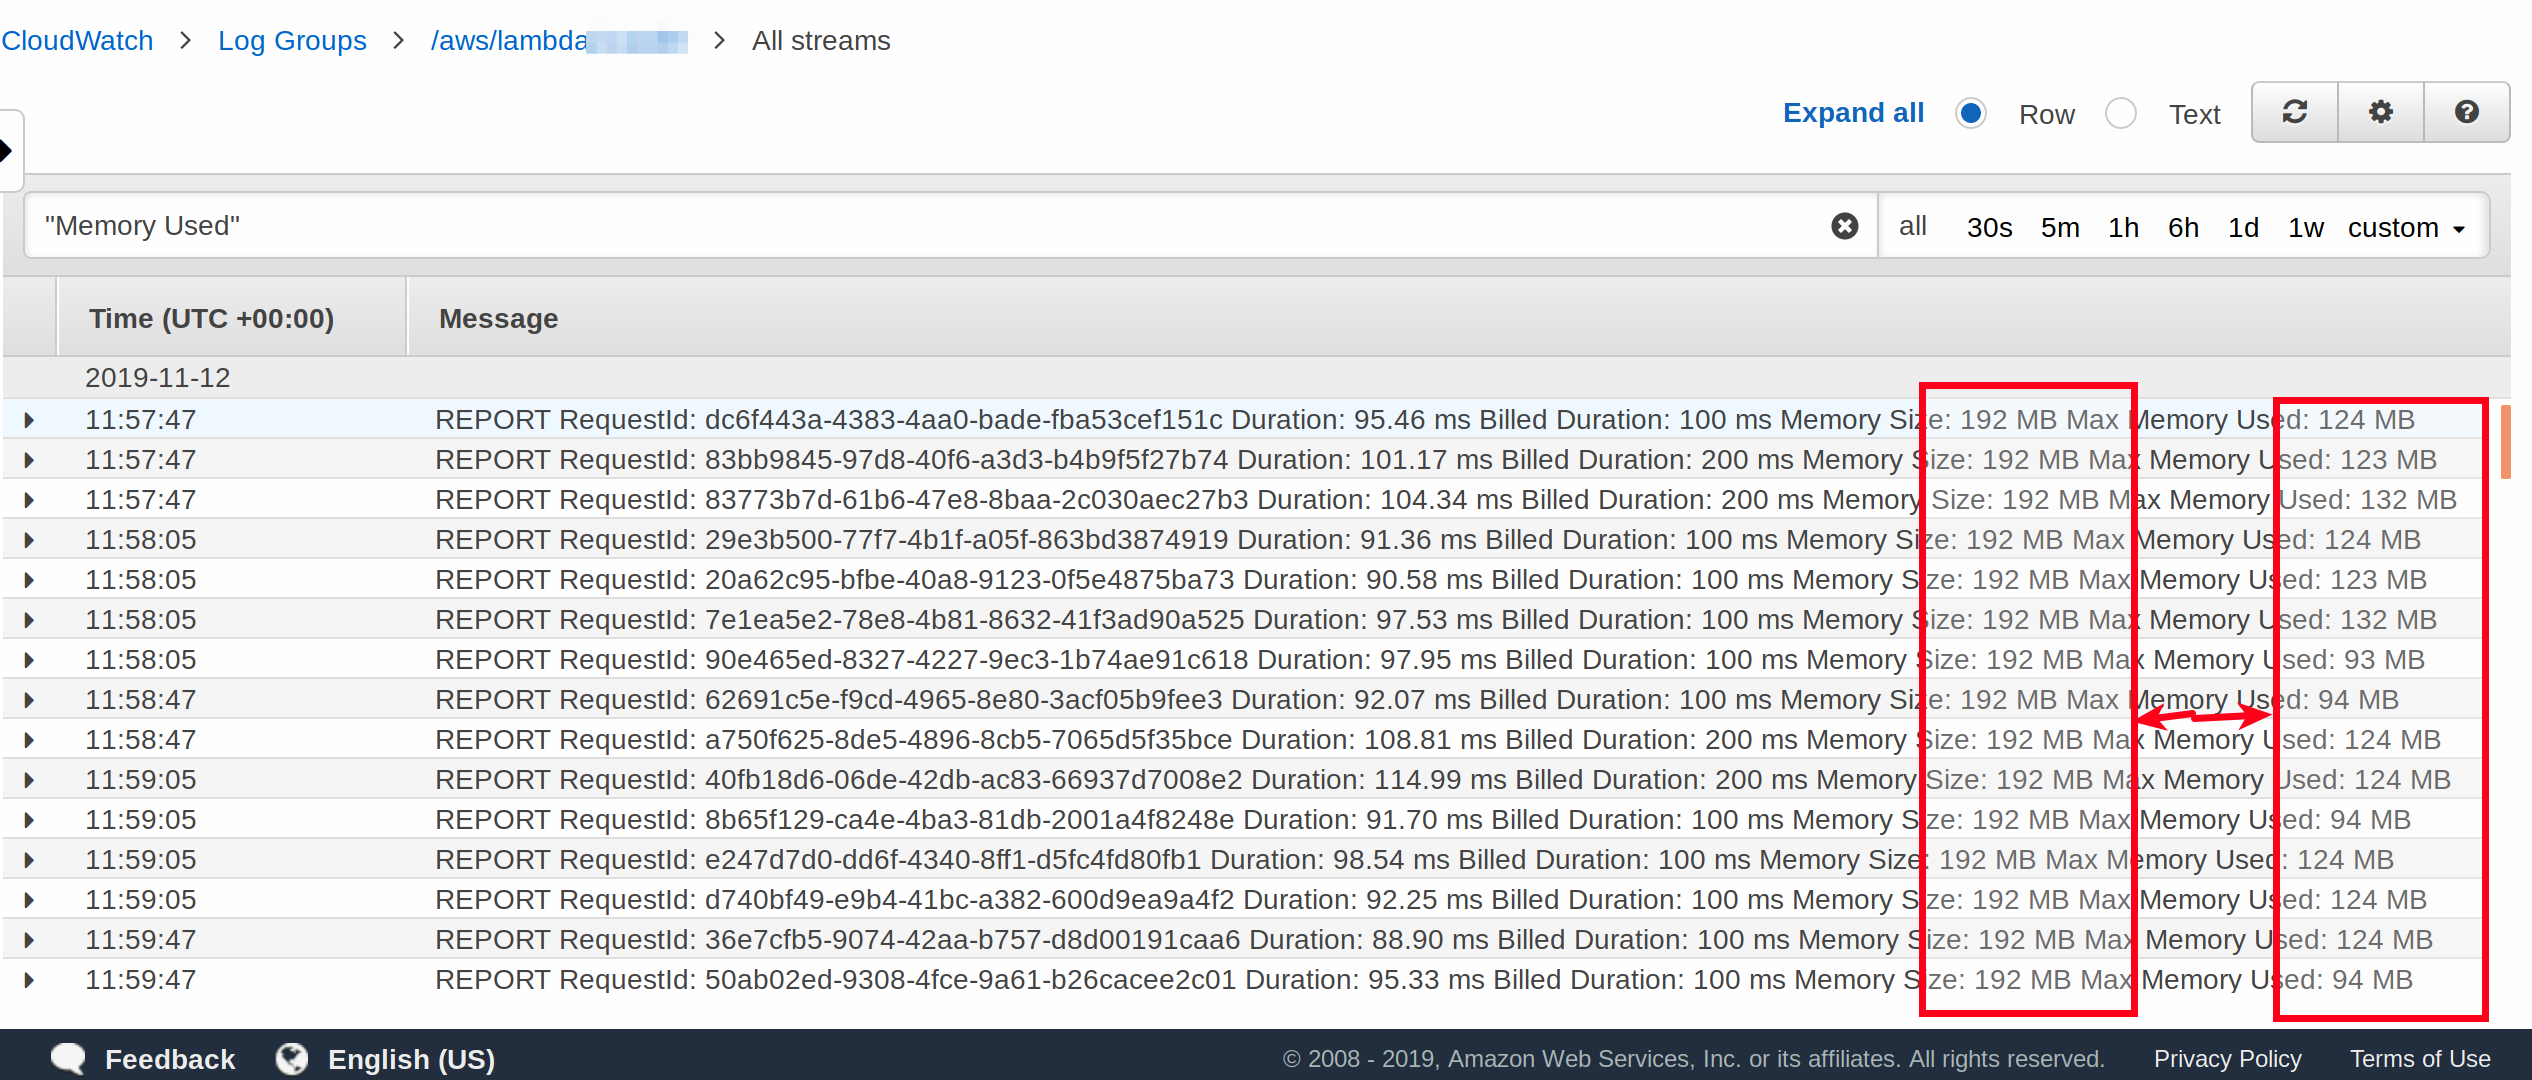 CloudWatch > Log Groups > /aws/lambda > All streams
Expand all Row Text
"Memory Used" all 30s 5m 1h 6h 1d 1w custom
Time (UTC +00:00) Message
2019-11-12
11:57:47 REPORT RequestId: dc6f443a-4383-4aa0-bade-fba53cef151c Duration: 95.46 ms Billed Duration: 100 ms Memory Size: 192 MB Max Memory Used: 124 MB
11:57:47 REPORT RequestId: 83bb9845-97d8-40f6-a3d3-b4b9f5f27b74 Duration: 101.17 ms Billed Duration: 200 ms Memory Size: 192 MB Max Memory Used: 123 MB
11:57:47 REPORT RequestId: 83773b7d-61b6-47e8-8baa-2c030aec27b3 Duration: 104.34 ms Billed Duration: 200 ms Memory Size: 192 MB Max Memory Used: 132 MB
11:58:05 REPORT RequestId: 29e3b500-77f7-4b1f-a05f-863bd3874919 Duration: 91.36 ms Billed Duration: 100 ms Memory Size: 192 MB Max Memory Used: 124 MB
11:58:05 REPORT RequestId: 20a62c95-bfbe-40a8-9123-0f5e4875ba73 Duration: 90.58 ms Billed Duration: 100 ms Memory Size: 192 MB Max Memory Used: 123 MB
11:58:05 REPORT RequestId: 7e1ea5e2-78e8-4b81-8632-41f3ad90a525 Duration: 97.53 ms Billed Duration: 100 ms Memory Size: 192 MB Max Memory Used: 132 MB
11:58:05 REPORT RequestId: 90e465ed-8327-4227-9ec3-1b74ae91c618 Duration: 97.95 ms Billed Duration: 100 ms Memory Size: 192 MB Max Memory Used: 93 MB
11:58:47 REPORT RequestId: 62691c5e-f9cd-4965-8e80-3acf05b9fee3 Duration: 92.07 ms Billed Duration: 100 ms Memory Size: 192 MB Max Memory Used: 94 MB
11:58:47 REPORT RequestId: a750f625-8de5-4896-8cb5-7065d5f35bce Duration: 108.81 ms Billed Duration: 200 ms Memory Size: 192 MB Max Memory Used: 124 MB
11:59:05 REPORT RequestId: 40fb18d6-06de-42db-ac83-66937d7008e2 Duration: 114.99 ms Billed Duration: 200 ms Memory Size: 192 MB Max Memory Used: 124 MB
11:59:05 REPORT RequestId: 8b65f129-ca4e-4ba3-81db-2001a4f8248e Duration: 91.70 ms Billed Duration: 100 ms Memory Size: 192 MB Max Memory Used: 94 MB
11:59:05 REPORT RequestId: e247d7d0-dd6f-4340-8ff1-d5fc4fd80fb1 Duration: 98.54 ms Billed Duration: 100 ms Memory Size: 192 MB Max Memory Used: 124 MB
11:59:05 REPORT RequestId: d740bf49-e9b4-41bc-a382-600d9ea9a4f2 Duration: 92.25 ms Billed Duration: 100 ms Memory Size: 192 MB Max Memory Used: 124 MB
11:59:47 REPORT RequestId: 36e7cfb5-9074-42aa-b757-d8d00191caa6 Duration: 88.90 ms Billed Duration: 100 ms Memory Size: 192 MB Max Memory Used: 124 MB
11:59:47 REPORT RequestId: 50ab02ed-9308-4fce-9a61-b26cacee2c01 Duration: 95.33 ms Billed Duration: 100 ms Memory Size: 192 MB Max Memory Used: 94 MB
Feedback English (US) © 2008 - 2019, Amazon Web Services, Inc. or its affiliates. All rights reserved. Privacy Policy Terms of Use